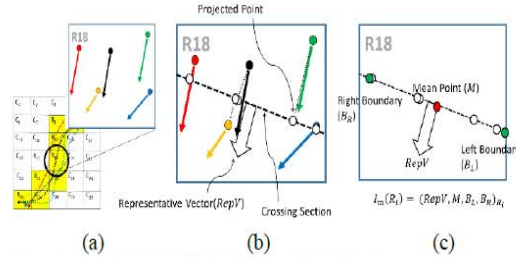 Projected Point
R18
R18
R18
Mean Point (M)
Right Boundary
(B_R)
Left Boundar
(B_L)
RepV
Representative Vector(RepV)
Crossing Section
I_m(R_i) = (RepV, M, B_L, B_R)_{R_i}
(a)
(b)
(c)